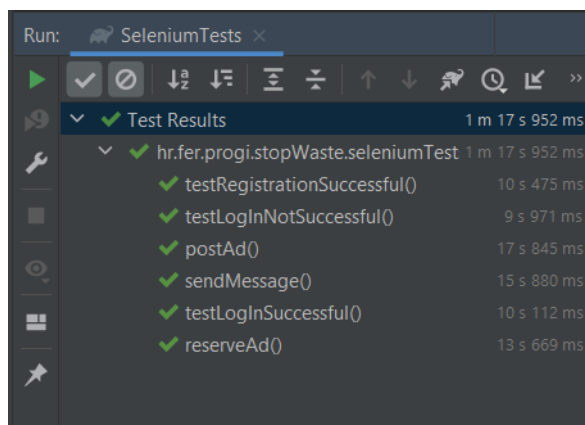 Run: SeleniumTests
Test Results 1 m 17 s 952 ms
hr.fer.progi.stopWaste.seleniumTest 1 m 17 s 952 ms
testRegistrationSuccessful() 10 s 475 ms
testLogInNotSuccessful() 9 s 971 ms
postAd() 17 s 845 ms
sendMessage() 15 s 880 ms
testLogInSuccessful() 10 s 112 ms
reserveAd() 13 s 669 ms